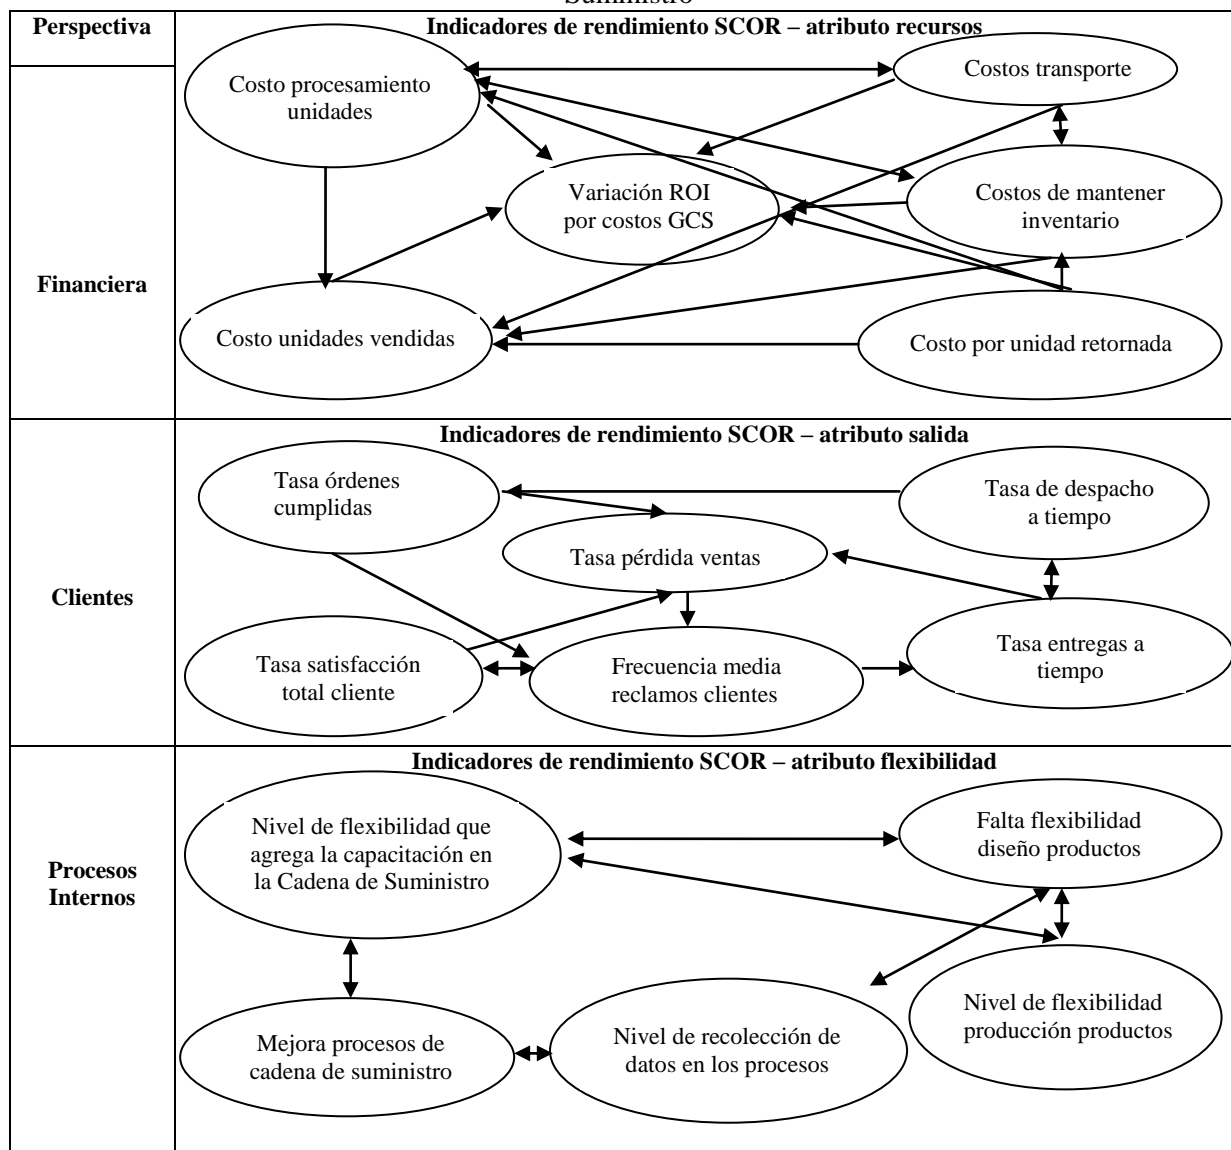 Suministro
Perspectiva
Indicadores de rendimiento SCOR – atributo recursos
Financiera
Costo procesamiento
unidades
Costos transporte
Variación ROI
por costos GCS
Costos de mantener
inventario
Costo unidades vendidas
Costo por unidad retornada
Clientes
Indicadores de rendimiento SCOR – atributo salida
Tasa órdenes
cumplidas
Tasa de despacho
a tiempo
Tasa pérdida ventas
Tasa satisfacción
total cliente
Frecuencia media
reclamos clientes
Tasa entregas a
tiempo
Procesos
Internos
Indicadores de rendimiento SCOR – atributo flexibilidad
Nivel de flexibilidad que
agrega la capacitación en
la Cadena de Suministro
Falta flexibilidad
diseño productos
Mejora procesos de
cadena de suministro
Nivel de recolección de
datos en los procesos
Nivel de flexibilidad
producción productos